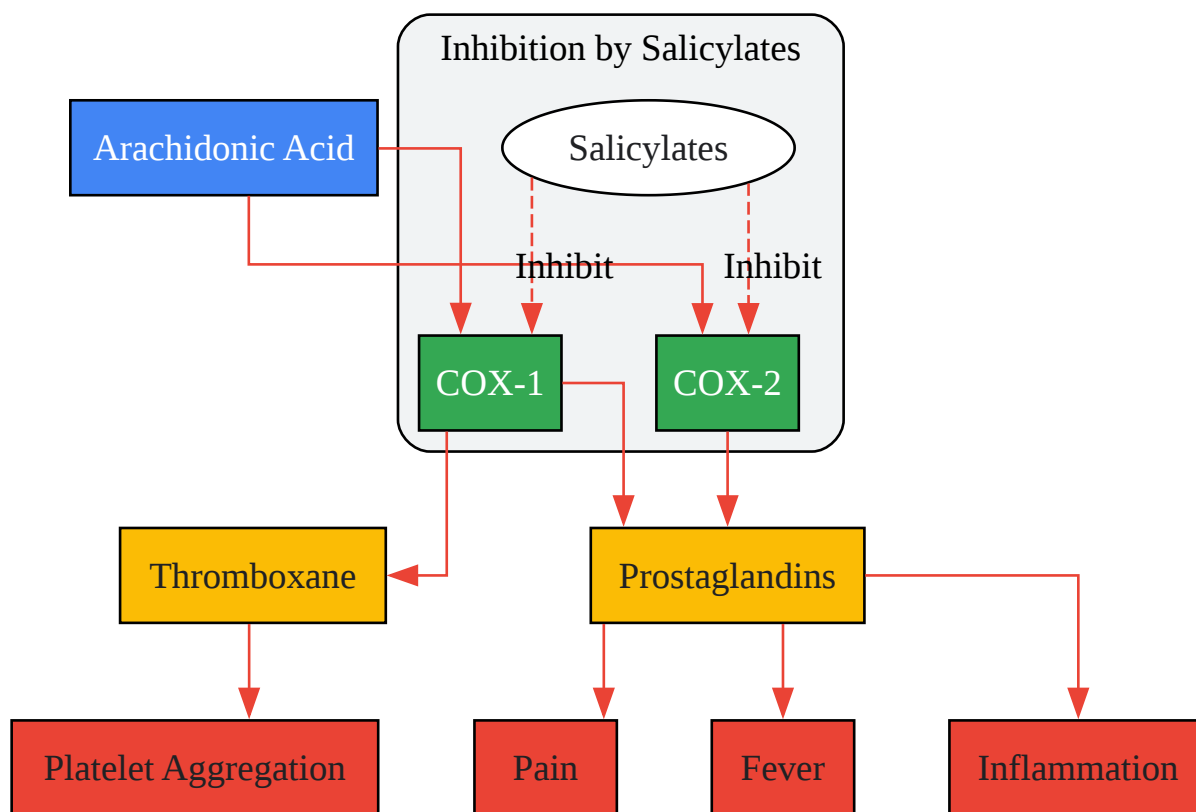 Inhibition by Salicylates
Arachidonic Acid
Salicylates
Inhibit
Inhibit
COX-1
COX-2
Thromboxane
Prostaglandins
Platelet Aggregation
Pain
Fever
Inflammation